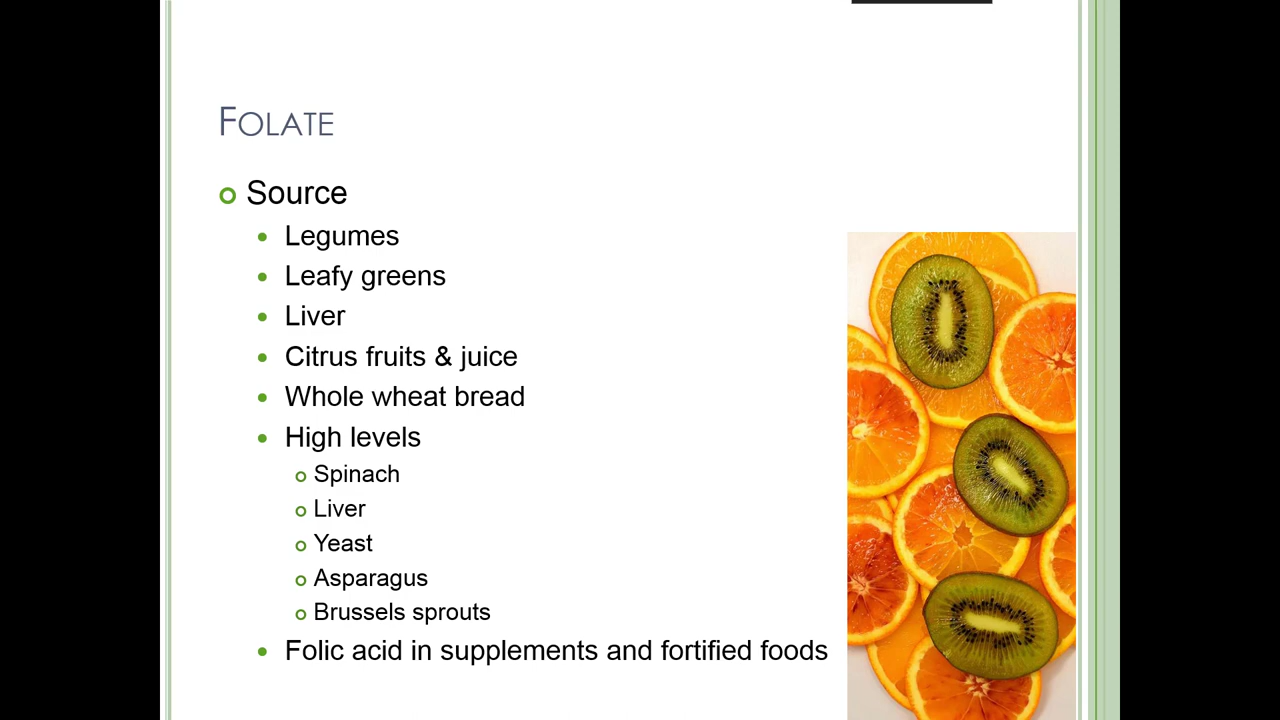 FOLATE
Source
Legumes
Leafy greens
Liver
Citrus fruits & juice
Whole wheat bread
High levels
Spinach
Liver
Yeast
Asparagus
Brussels sprouts
Folic acid in supplements and fortified foods